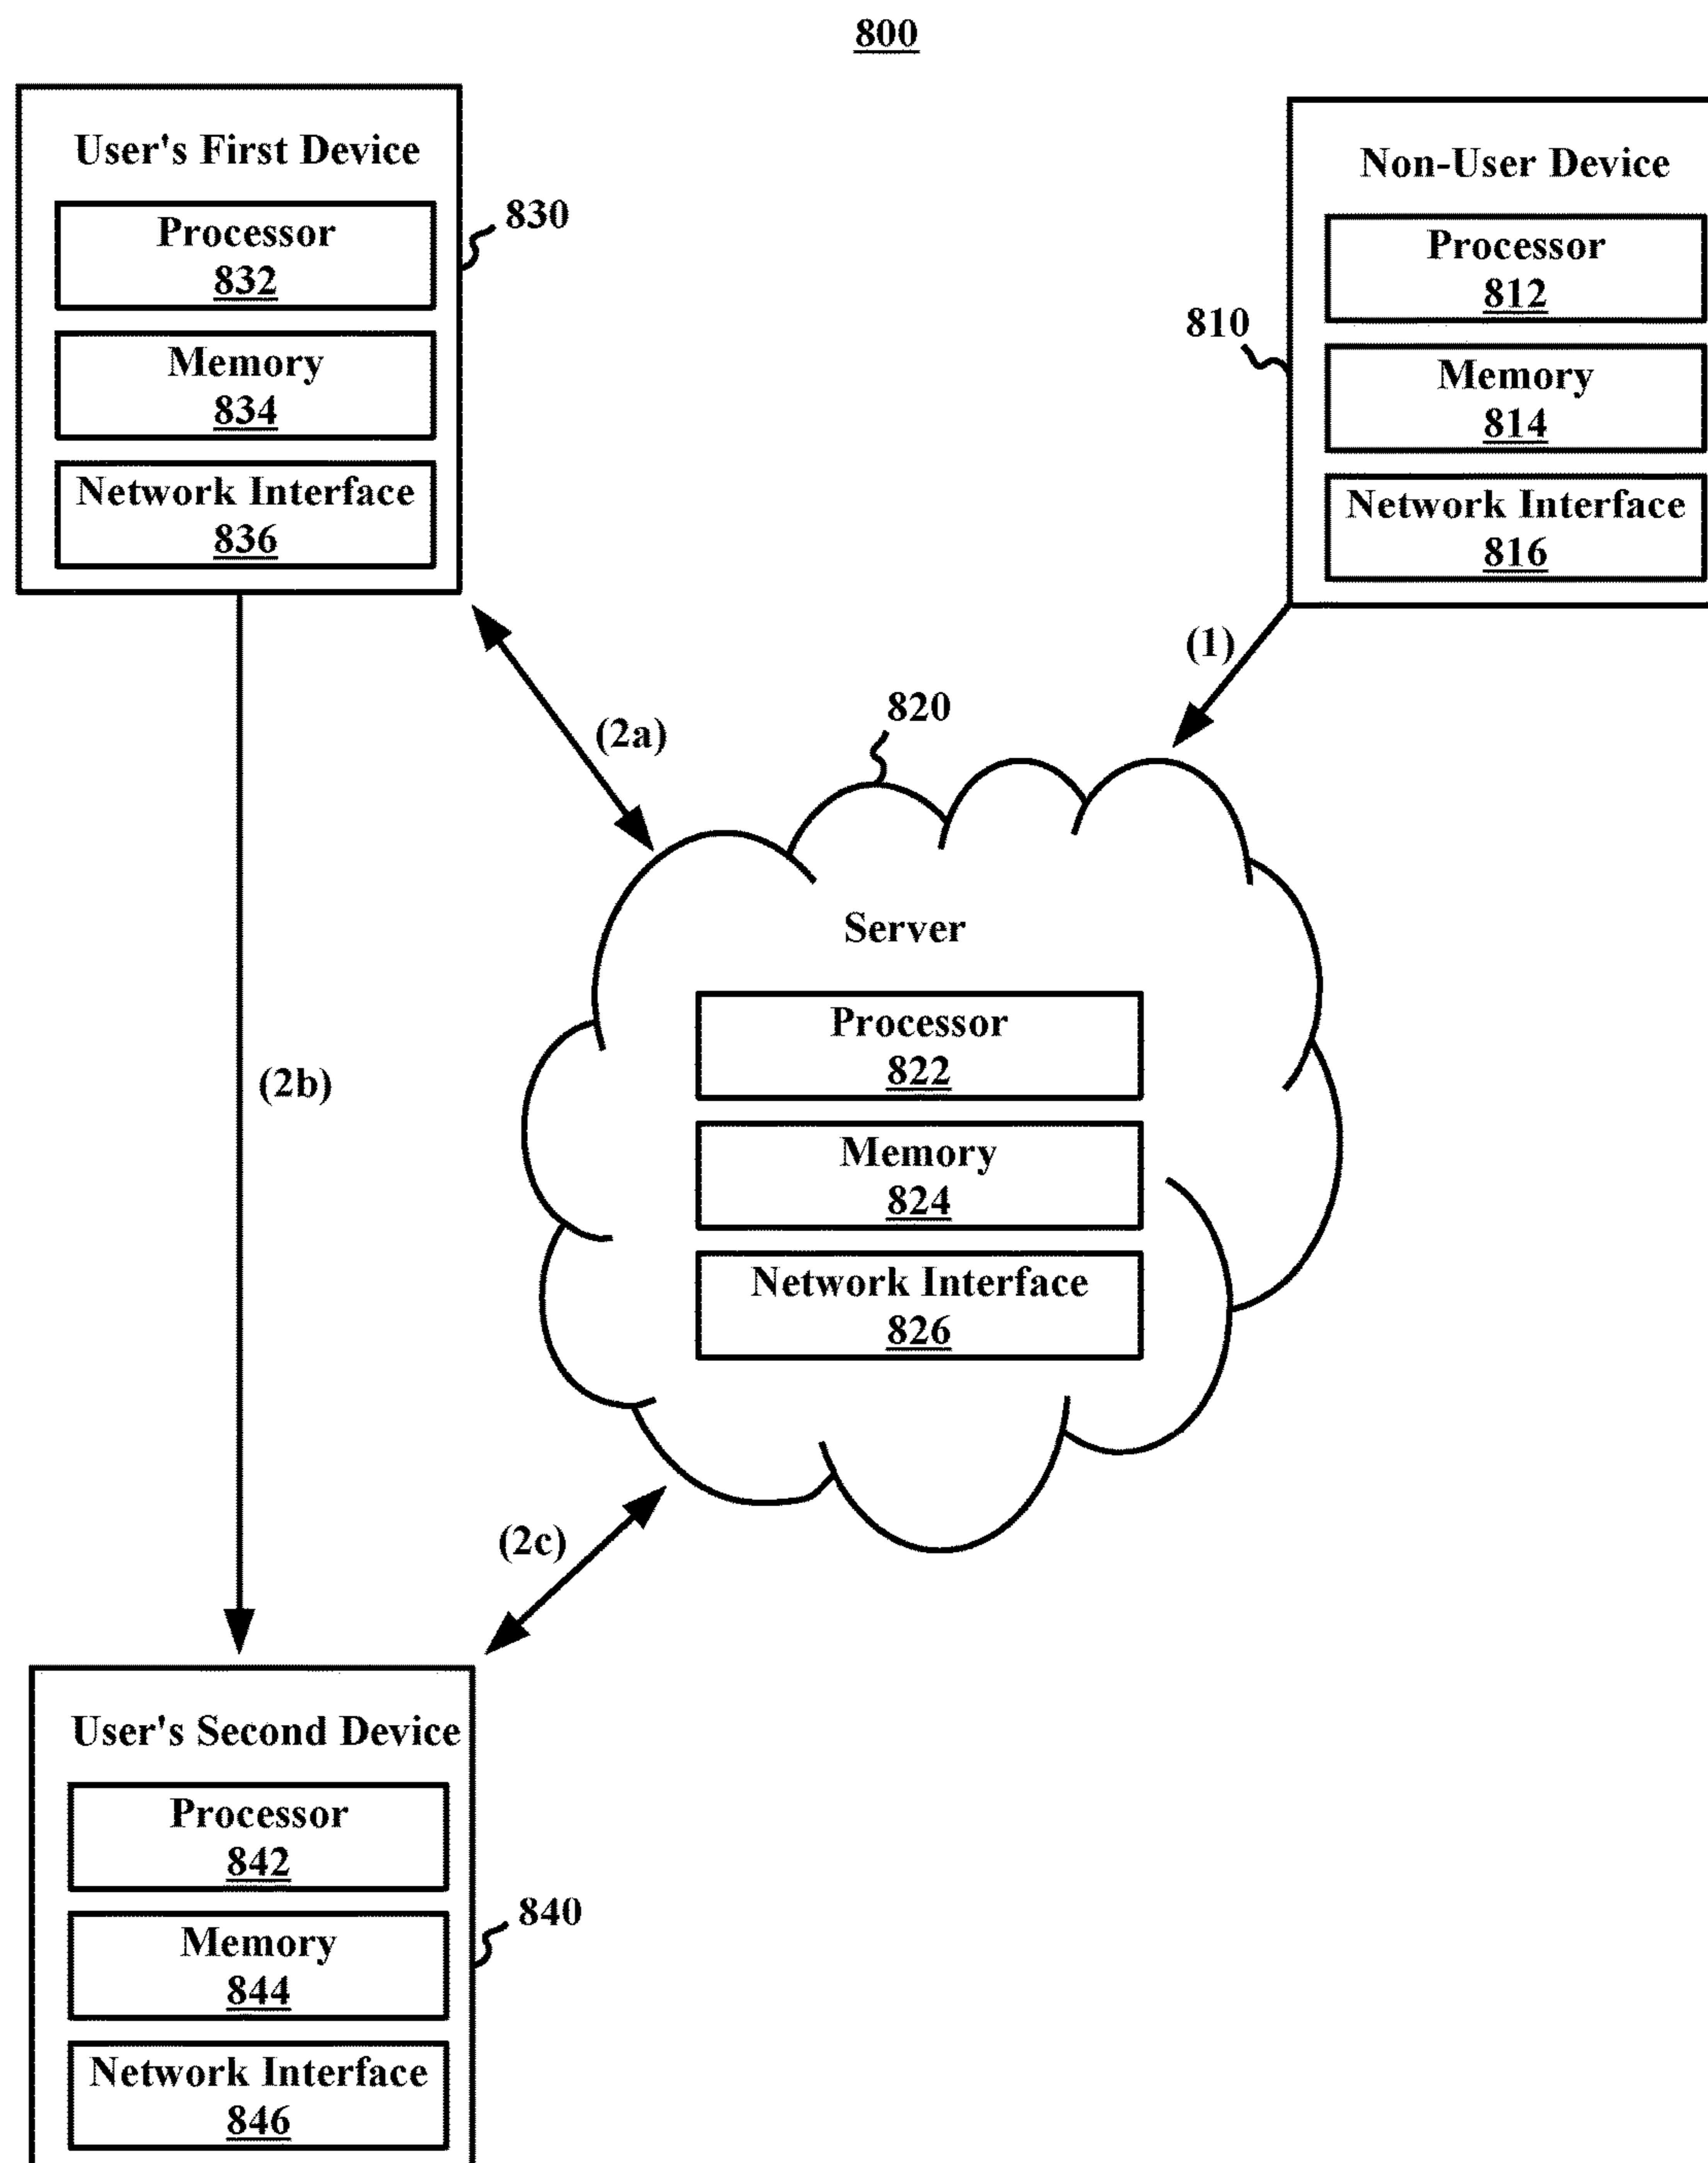 800
User's First Device
Processor
832
Memory
834
Network Interface
836
830
Non-User Device
Processor
812
Memory
814
Network Interface
816
810
(1)
(2a)
820
Server
Processor
822
Memory
824
Network Interface
826
(2b)
(2c)
User's Second Device
Processor
842
Memory
844
Network Interface
846
840